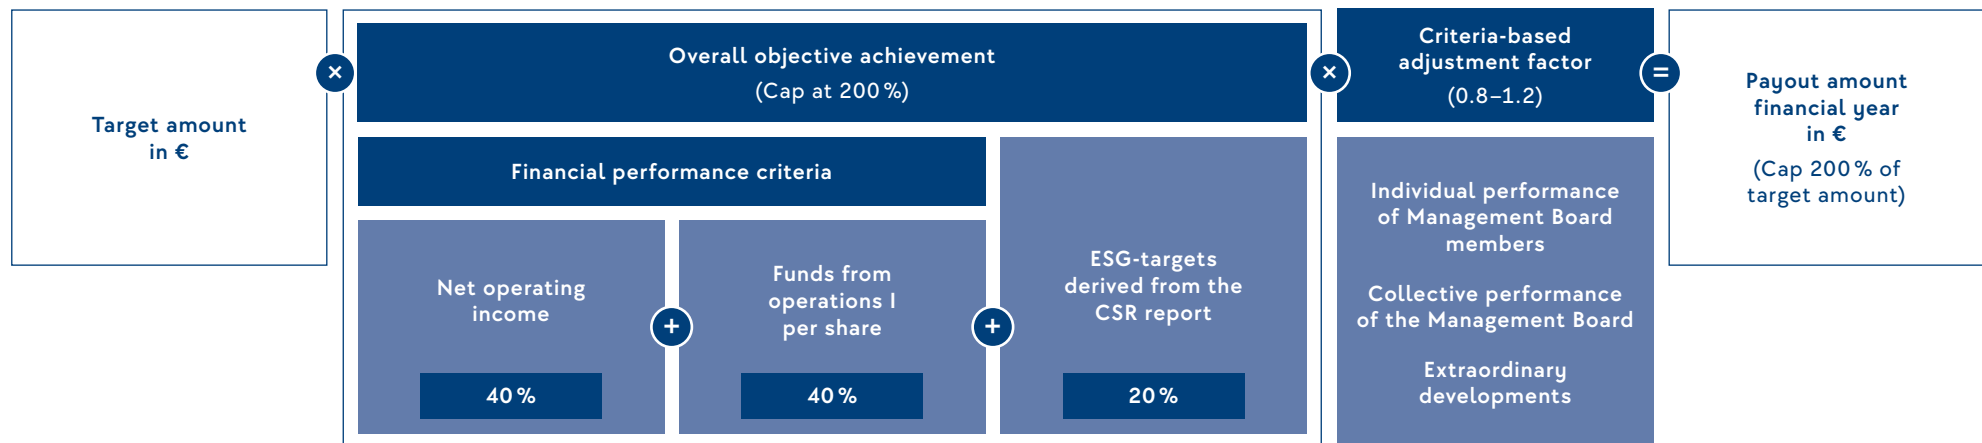 Target amount
in €
×
Overall objective achievement
(Cap at 200 %)
Financial performance criteria
Net operating
income
40 %
+
Funds from
operations I
per share
40 %
+
ESG-targets
derived from the
CSR report
20 %
×
Criteria-based
adjustment factor
(0.8–1.2)
Individual performance
of Management Board
members
Collective performance
of the Management Board
Extraordinary
developments
=
Payout amount
financial year
in €
(Cap 200 % of
target amount)